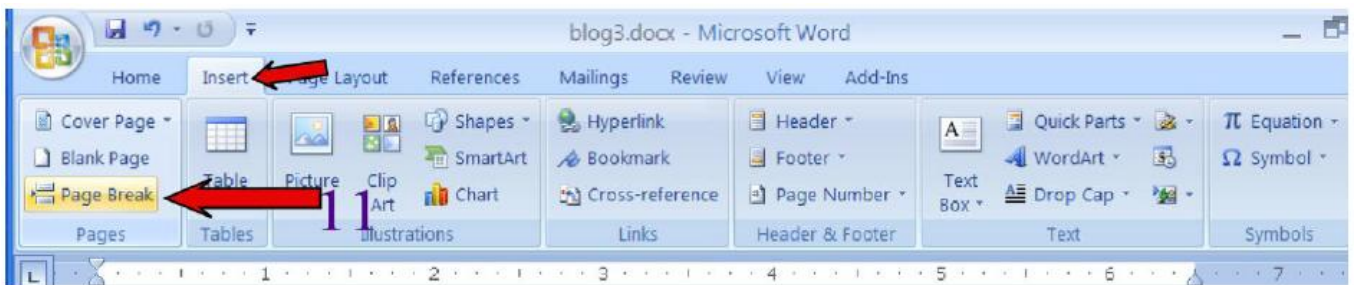 blog3.docx - Microsoft Word
Home Insert Page Layout References Mailings Review View Add-Ins
Cover Page Shapes Hyperlink Header Quick Parts π Equation
Blank Page SmartArt Bookmark Footer A WordArt Ω Symbol
Page Break Table Picture Clip Art Chart Cross-reference Page Number Text Box Drop Cap
11
Pages Tables Illustrations Links Header & Footer Text Symbols
L 1 2 3 4 5 6 7